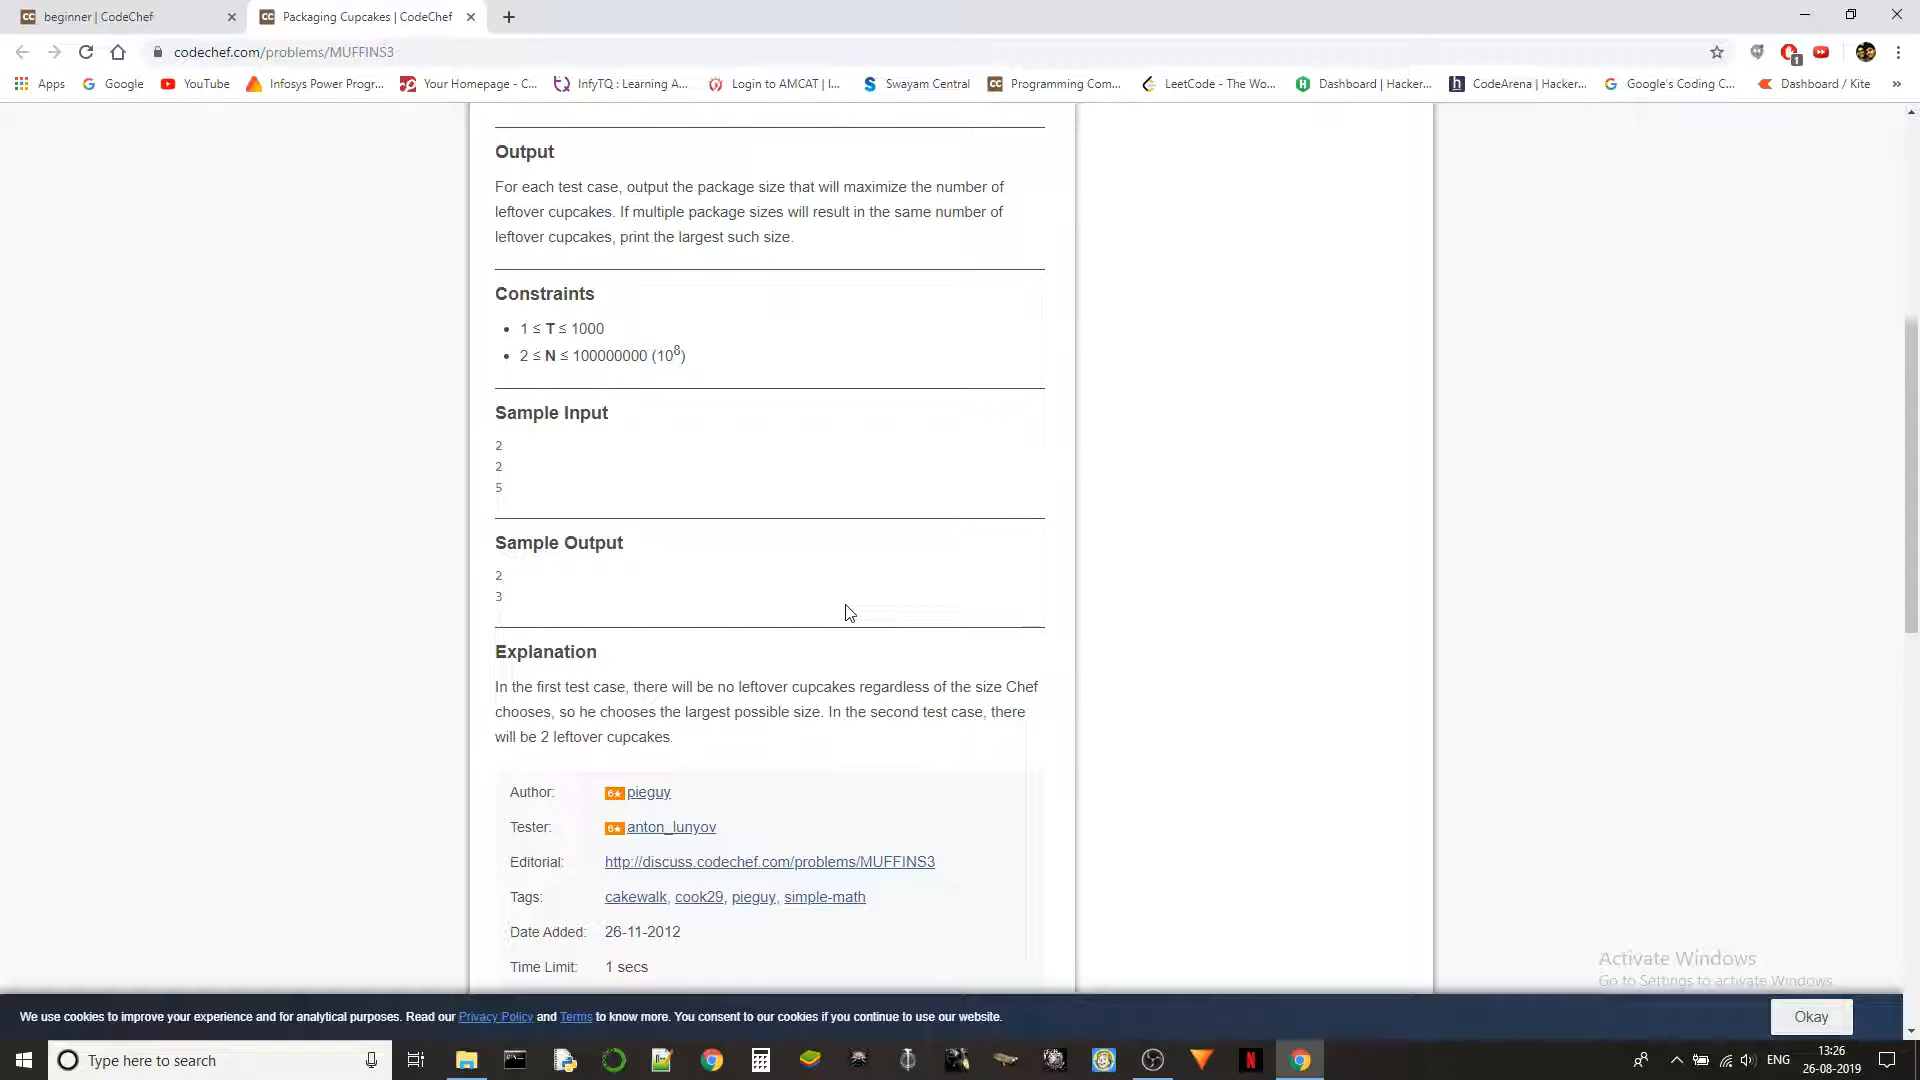 beginner | CodeChef
Packaging Cupcakes | CodeChef
codechef.com/problems/MUFFINS3
Apps Google YouTube Infosys Power Progr... Your Homepage - C... InfyTQ : Learning A... Login to AMCAT | I... Swayam Central Programming Com... LeetCode - The Wo... Dashboard | Hacker... CodeArena | Hacker... Google's Coding C... Dashboard / Kite »
Output
For each test case, output the package size that will maximize the number of
leftover cupcakes. If multiple package sizes will result in the same number of
leftover cupcakes, print the largest such size.
Constraints
• 1 ≤ T ≤ 1000
• 2 ≤ N ≤ 100000000 (10⁸)
Sample Input
2
2
5
Sample Output
2
3
Explanation
In the first test case, there will be no leftover cupcakes regardless of the size Chef
chooses, so he chooses the largest possible size. In the second test case, there
will be 2 leftover cupcakes.
Author: 6★ pieguy
Tester: 6★ anton_lunyov
Editorial: http://discuss.codechef.com/problems/MUFFINS3
Tags: cakewalk, cook29, pieguy, simple-math
Date Added: 26-11-2012
Time Limit: 1 secs
Activate Windows
Go to Settings to activate Windows.
We use cookies to improve your experience and for analytical purposes. Read our Privacy Policy and Terms to know more. You consent to our cookies if you continue to use our website.
Okay
Type here to search
ENG
13:26
26-08-2019